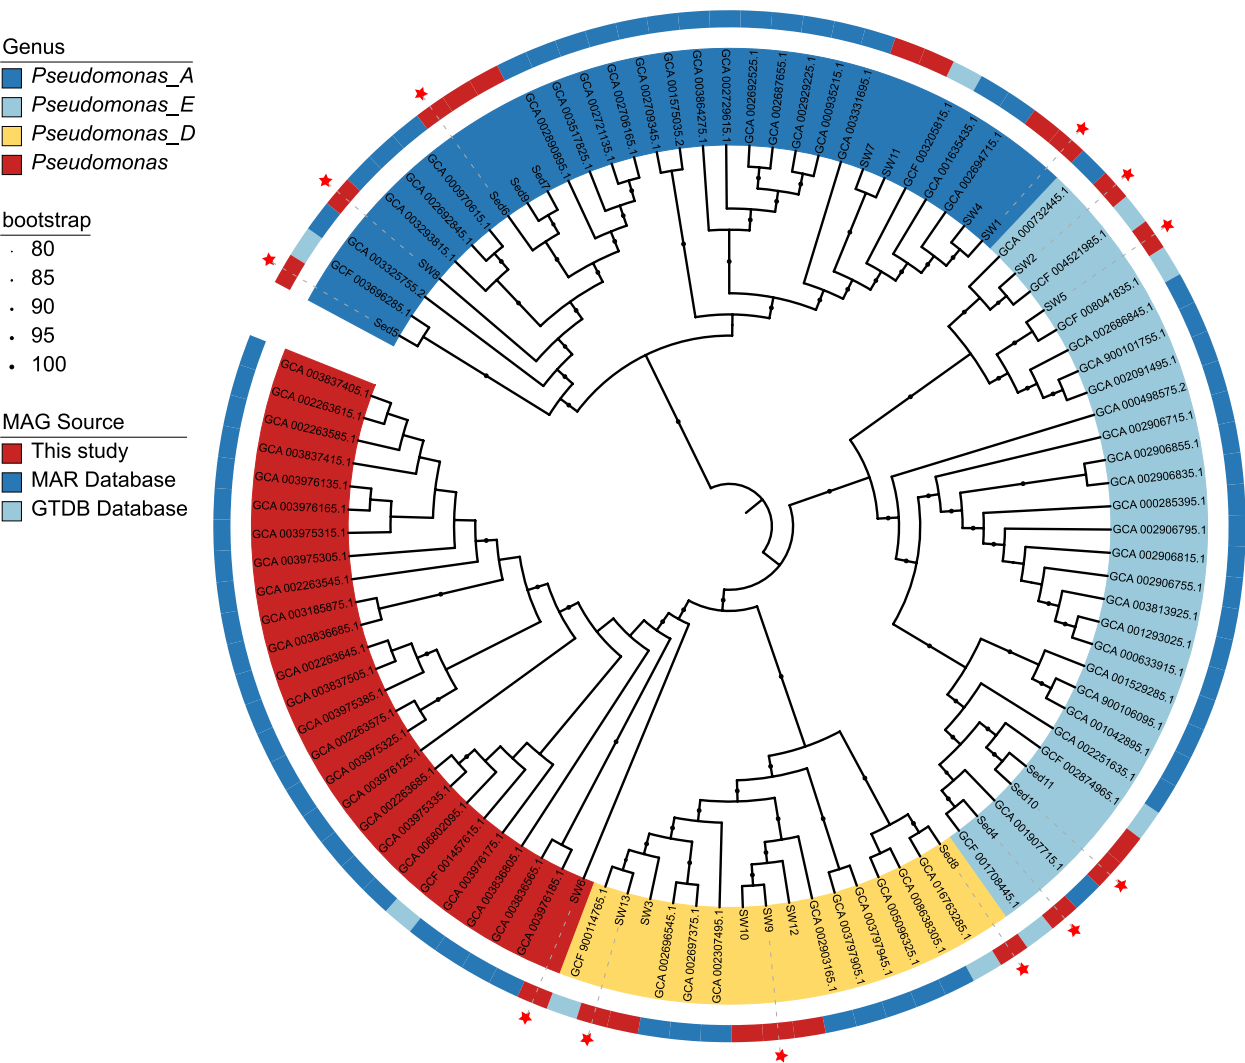 Genus
Pseudomonas_A
Pseudomonas_E
Pseudomonas_D
Pseudomonas
bootstrap
80
85
90
95
100
MAG Source
This study
MAR Database
GTDB Database
Sed5
GCF 003696285.1
GCA 003325755.2
SW8
GCA 003293815.1
GCA 002692845.1
GCA 000970615.1
Sed6
Sed9
Sed7
GCA 002890895.1
GCA 003517825.1
GCA 002721135.1
GCA 002706165.1
GCA 002709345.1
GCA 001575035.2
GCA 003864275.1
GCA 002729615.1
GCA 002692525.1
GCA 002687655.1
GCA 002929225.1
GCA 000935215.1
GCA 003331695.1
SW7
SW11
GCF 003205815.1
GCA 001635435.1
GCA 002694715.1
SW4
SW1
GCA 000732445.1
SW2
GCF 004521985.1
SW5
GCF 008041835.1
GCA 002686845.1
GCA 900101755.1
GCA 002091495.1
GCA 000498575.2
GCA 002906715.1
GCA 002906855.1
GCA 002906835.1
GCA 000285395.1
GCA 002906795.1
GCA 002906815.1
GCA 002906755.1
GCA 003813925.1
GCA 001293025.1
GCA 000633915.1
GCA 001529285.1
GCA 900106095.1
GCA 001042895.1
GCA 002251635.1
GCF 002874965.1
Sed11
Sed10
GCA 001907715.1
Sed4
GCF 001708445.1
Sed8
GCA 016763285.1
GCA 008638305.1
GCA 005096325.1
GCA 003797945.1
GCA 003797905.1
GCA 002903165.1
SW12
SW9
SW10
GCA 002307495.1
GCA 002697375.1
GCA 002696545.1
SW3
SW13
GCF 900114765.1
SW6
GCA 003976185.1
GCA 003836565.1
GCA 003836805.1
GCA 003976175.1
GCF 001457615.1
GCA 006802095.1
GCA 003975335.1
GCA 002263685.1
GCA 003976125.1
GCA 003975325.1
GCA 002263575.1
GCA 003975385.1
GCA 003837505.1
GCA 002263645.1
GCA 003836685.1
GCA 003185875.1
GCA 002263545.1
GCA 003975305.1
GCA 003975315.1
GCA 003976165.1
GCA 003976135.1
GCA 003837415.1
GCA 002263585.1
GCA 002263615.1
GCA 003837405.1